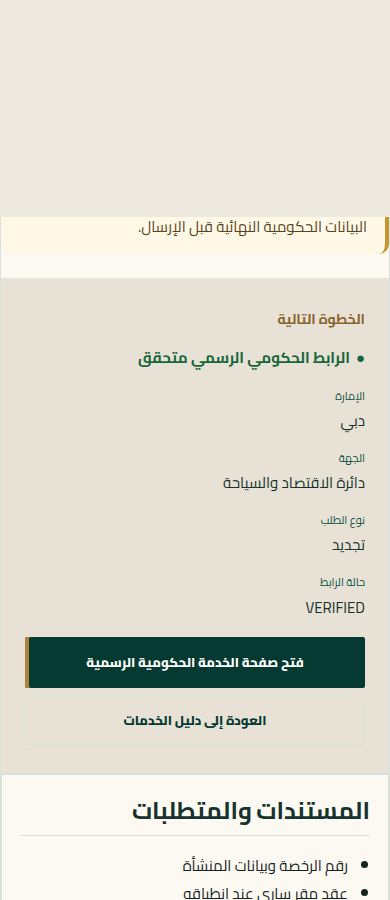 البيانات الحكومية النهائية قبل الإرسال.
الخطوة التالية
● الرابط الحكومي الرسمي متحقق
الإمارة
دبي
الجهة
دائرة الاقتصاد والسياحة
نوع الطلب
تجديد
حالة الرابط
VERIFIED
فتح صفحة الخدمة الحكومية الرسمية
العودة إلى دليل الخدمات
المستندات والمتطلبات
● رقم الرخصة وبيانات المنشأة
● عقد مقر ساري عند انطباقه